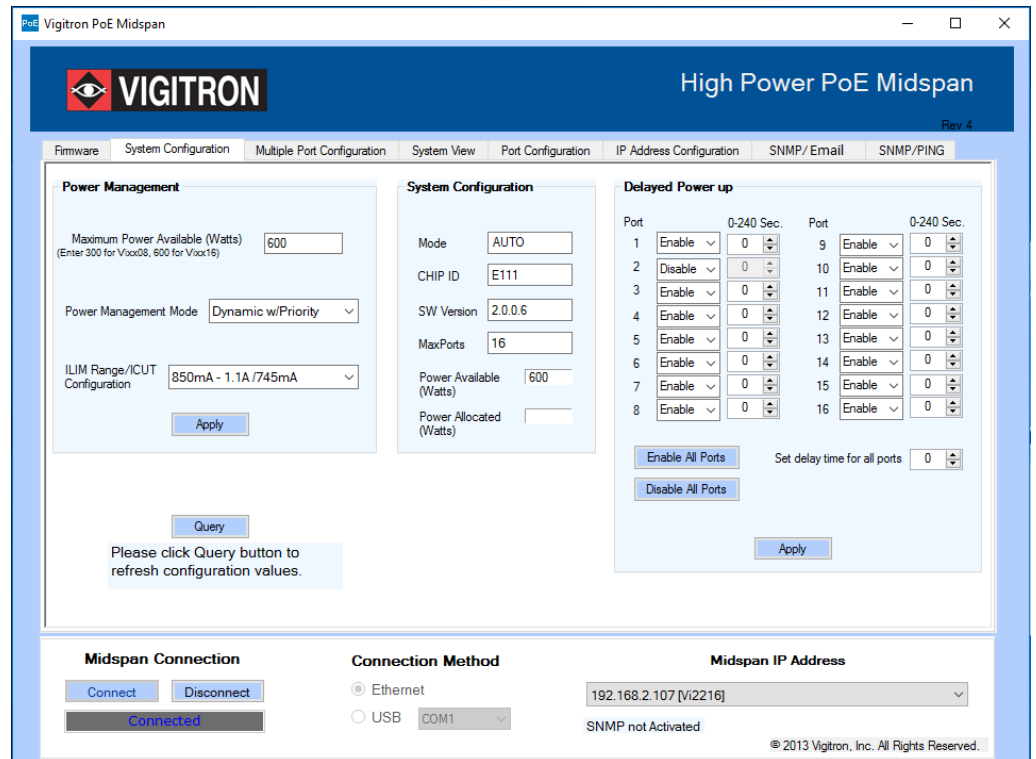 PoE Vigitron PoE Midspan
VIGITRON
High Power PoE Midspan
Rev 4
Firmware System Configuration Multiple Port Configuration System View Port Configuration IP Address Configuration SNMP/Email SNMP/PING
Power Management
Maximum Power Available (Watts) 600
(Enter 300 for Vixx08, 600 for Vixx16)
Power Management Mode Dynamic w/Priority
ILIM Range/ICUT
Configuration
850mA - 1.1A /745mA
Apply
Query
Please click Query button to
refresh configuration values.
System Configuration
Mode AUTO
CHIP ID E111
SW Version 2.0.0.6
MaxPorts 16
Power Available
(Watts)
600
Power Allocated
(Watts)
Delayed Power up
Port 0-240 Sec. Port 0-240 Sec.
1 Enable 0 9 Enable 0
2 Disable 0 10 Enable 0
3 Enable 0 11 Enable 0
4 Enable 0 12 Enable 0
5 Enable 0 13 Enable 0
6 Enable 0 14 Enable 0
7 Enable 0 15 Enable 0
8 Enable 0 16 Enable 0
Enable All Ports Set delay time for all ports 0
Disable All Ports
Apply
Midspan Connection
Connect Disconnect
Connected
Connection Method
Ethernet
USB COM1
Midspan IP Address
192.168.2.107 [Vi2216]
SNMP not Activated
© 2013 Vigitron, Inc. All Rights Reserved.